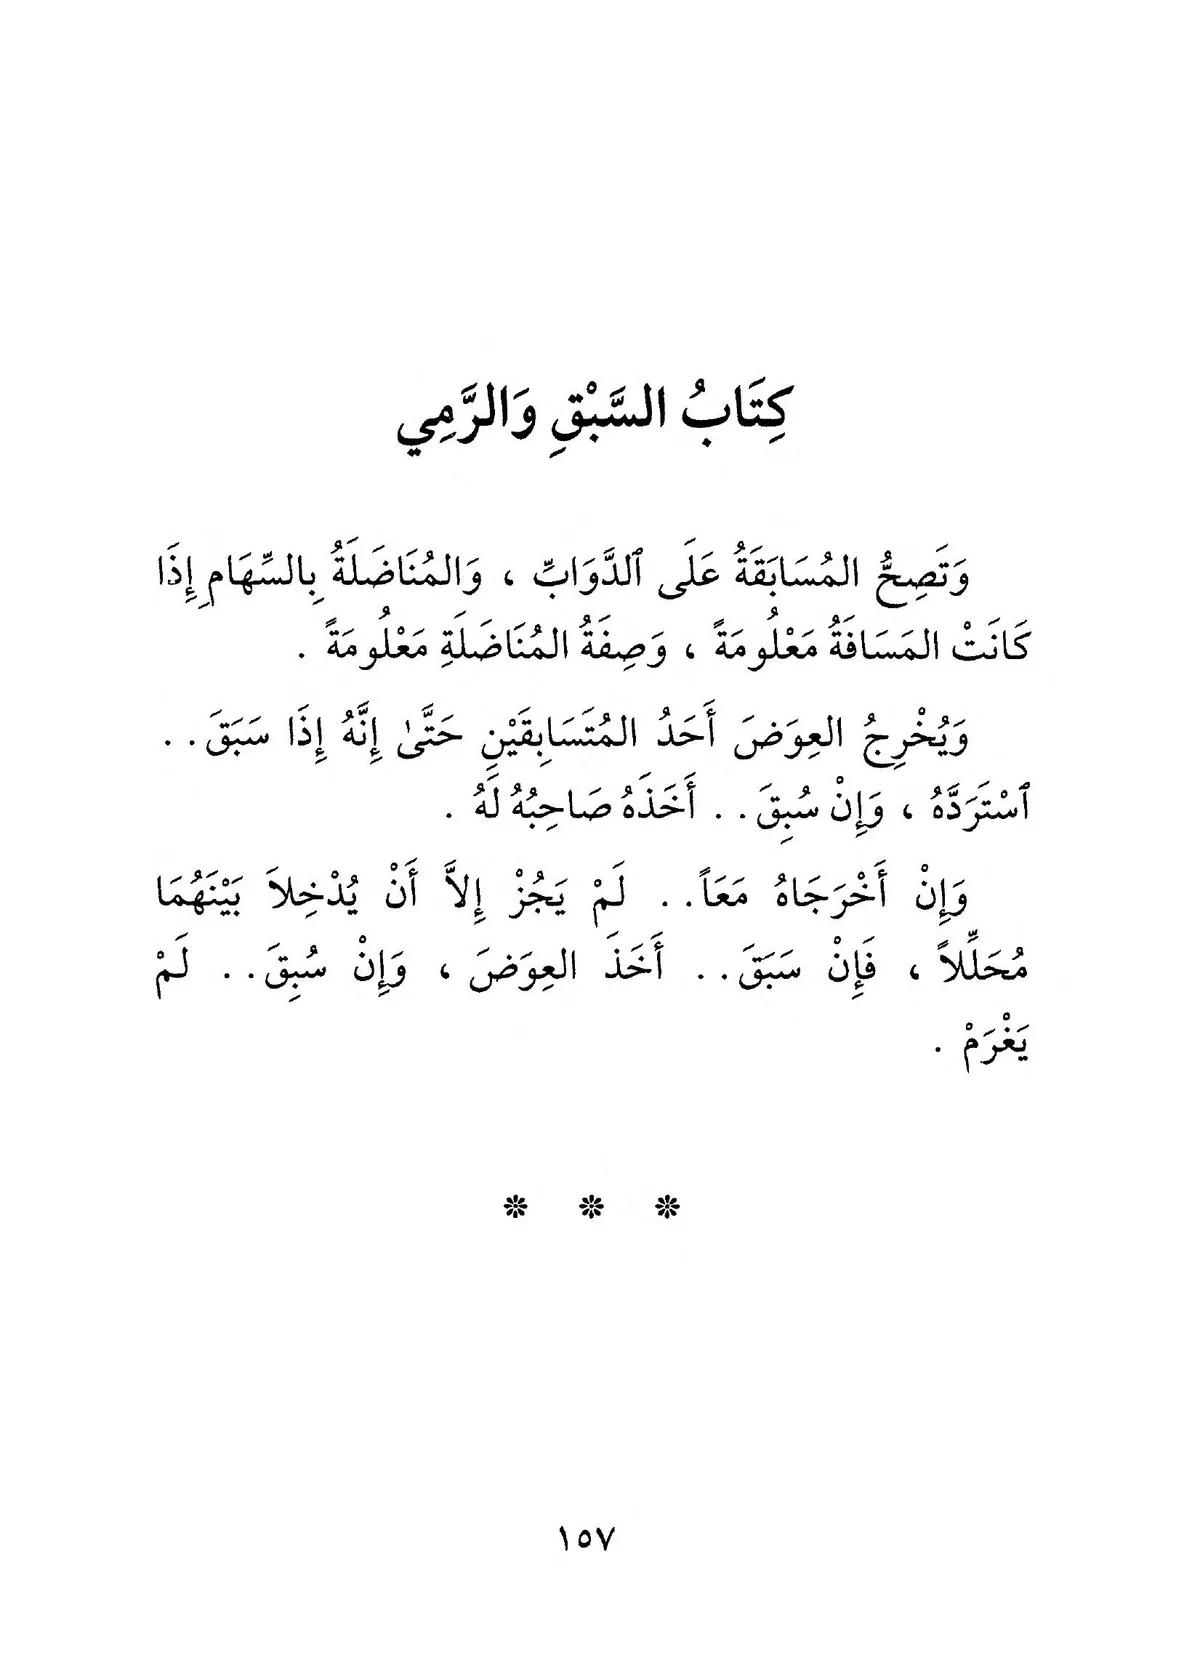 كِتَابُ السَّبْقِ وَالرَّمِي
وَتَصِحُّ المُسَابَقَةُ عَلَى ٱلدَّوَابِّ ، وَالمُنَاضَلَةُ بِالسِّهَامِ إِذَا
كَانَتْ المَسَافَةُ مَعْلُومَةً ، وَصِفَةُ المُنَاضَلَةِ مَعْلُومَةً .
وَيُخْرِجُ العِوَضَ أَحَدُ المُتَسَابِقَيْنِ حَتَّىٰ إِنَّهُ إِذَا سَبَقَ . .
ٱسْتَرَدَّهُ ، وَإِنْ سُبِقَ . . أَخَذَهُ صَاحِبُهُ لَهُ .
وَإِنْ أَخْرَجَاهُ مَعَاً . . لَمْ يَجُزْ إِلاَّ أَنْ يُدْخِلاَ بَيْنَهُمَا
مُحَلِّلاً ، فَإِنْ سَبَقَ . . أَخَذَ العِوَضَ ، وَإِنْ سُبِقَ . . لَمْ
يَغْرَمْ .
١٥٧